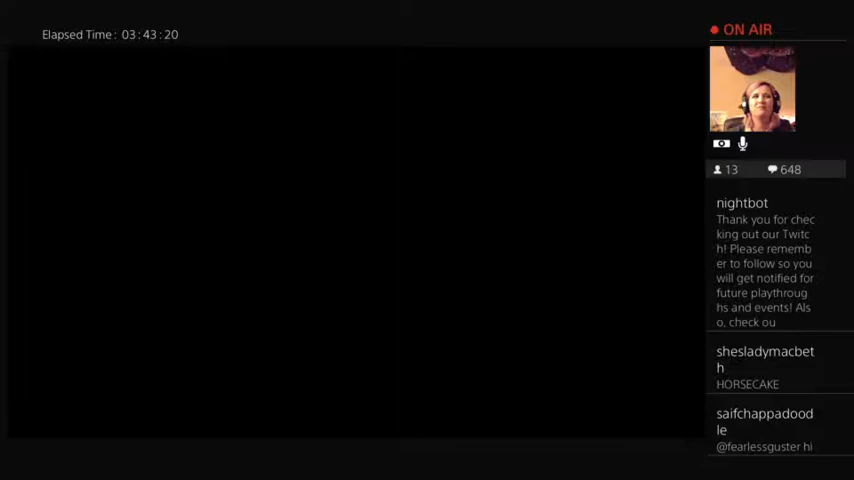 Elapsed Time: 03:43:20
ON AIR
13 648
nightbot
Thank you for chec
king out our Twitc
h! Please rememb
er to follow so you
will get notified for
future playthroug
hs and events! Als
o, check ou
shesladymacbet
h
HORSECAKE
saifchappadood
le
@fearlessguster hi